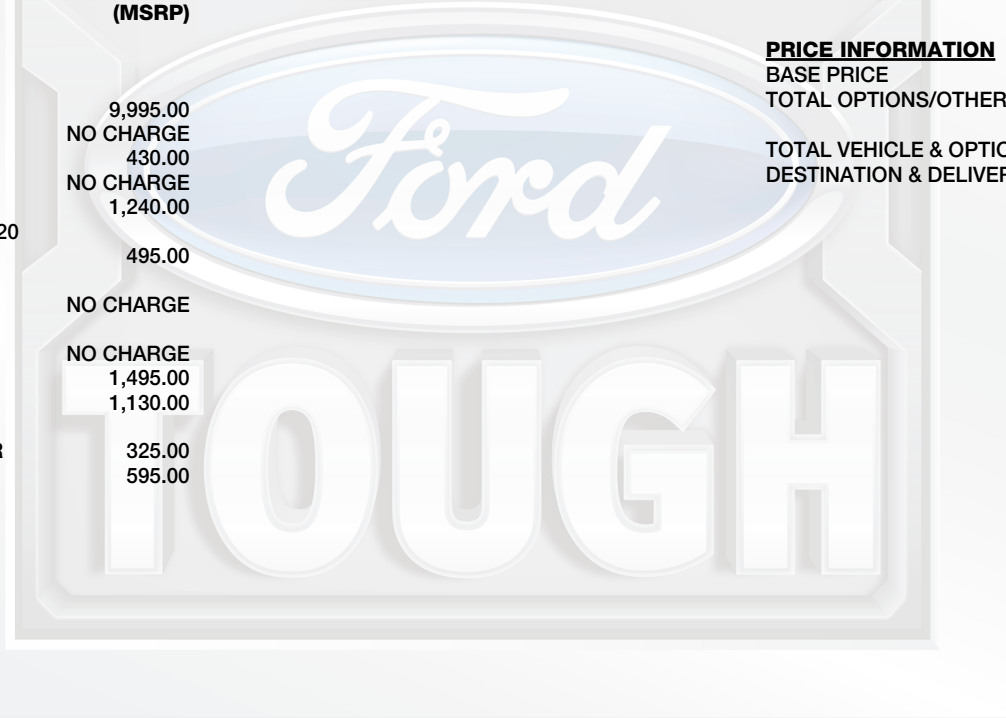 (MSRP)
9,995.00
NO CHARGE
430.00
NO CHARGE
1,240.00
20
495.00
NO CHARGE
NO CHARGE
1,495.00
1,130.00
R
325.00
595.00
PRICE INFORMATION
BASE PRICE
TOTAL OPTIONS/OTHER
TOTAL VEHICLE & OPTIO
DESTINATION & DELIVER
Ford
TOUGH